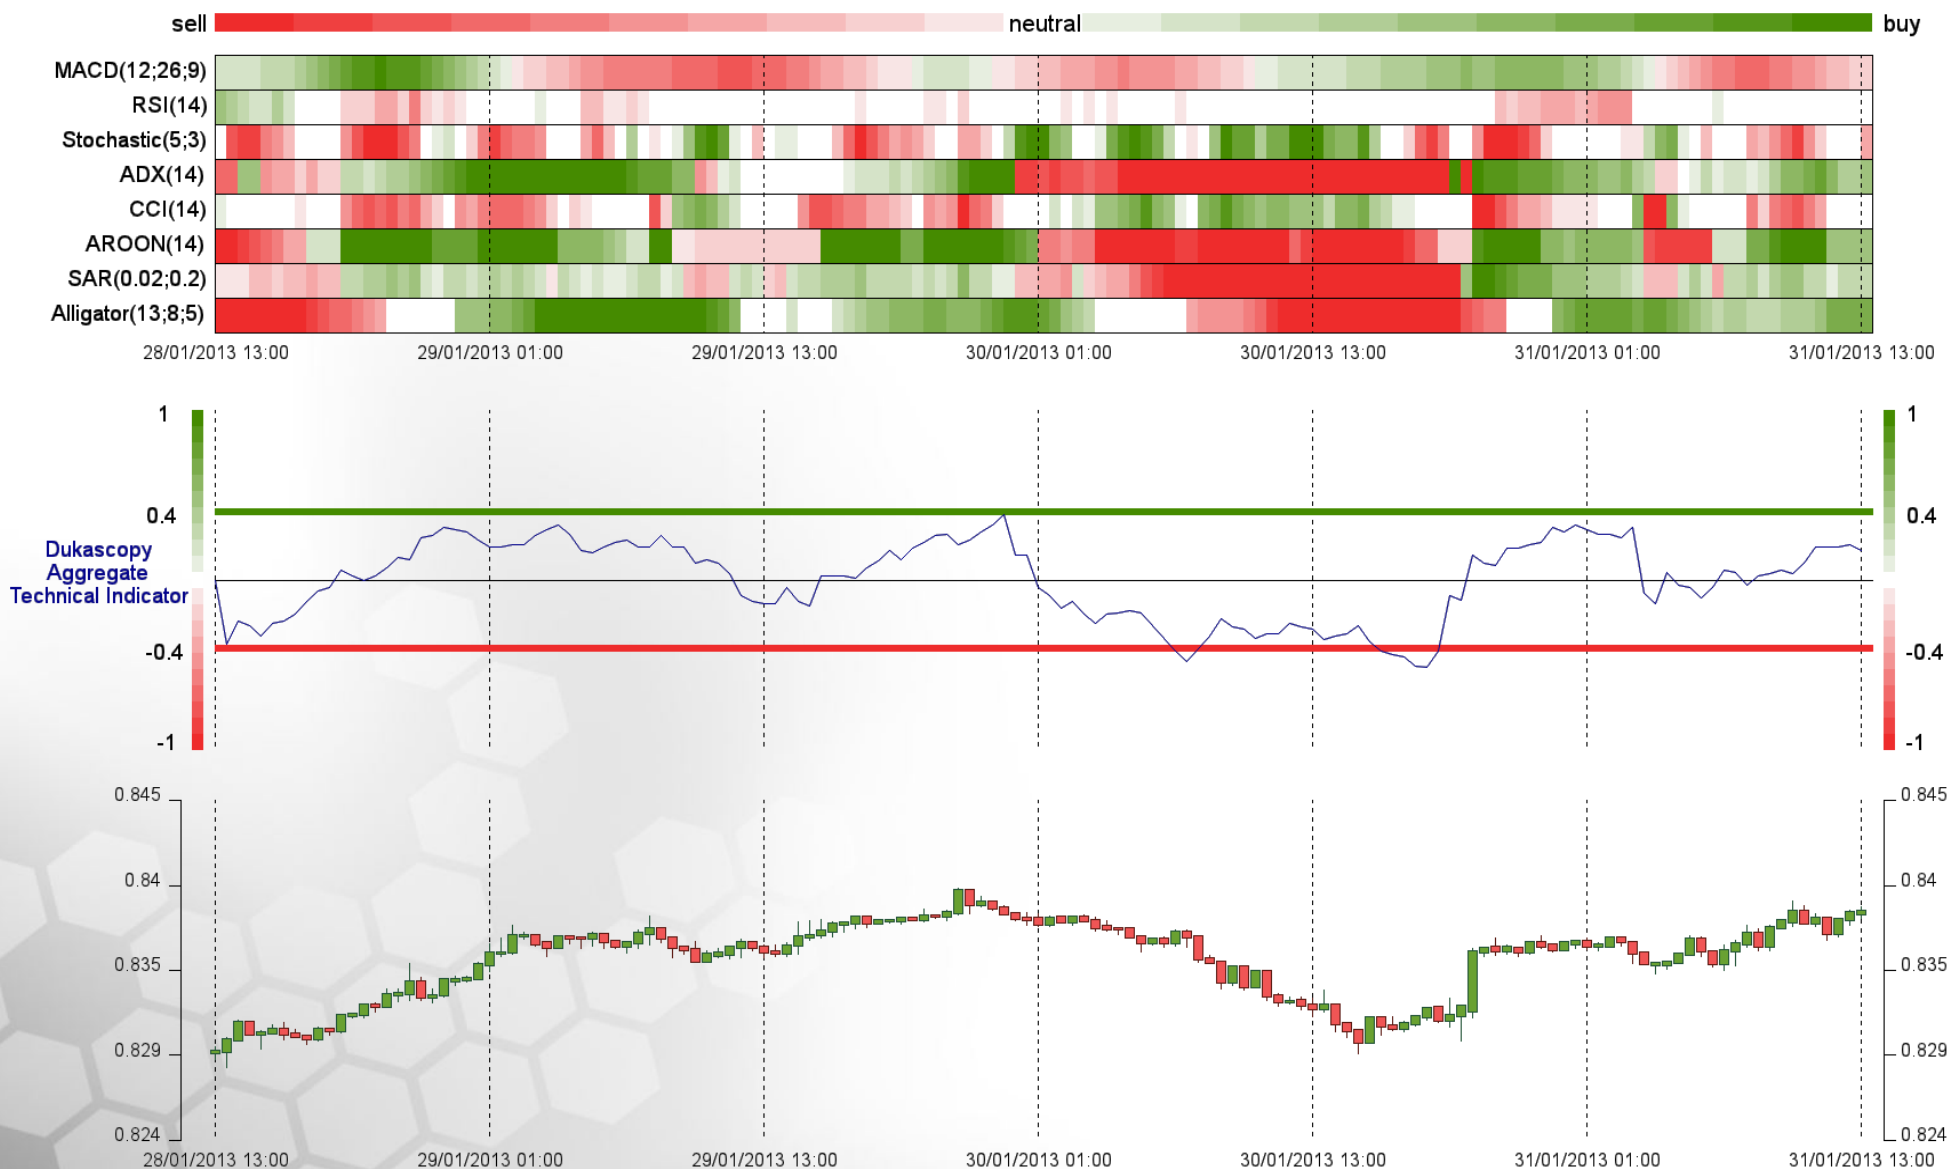 sell neutral buy
MACD(12;26;9)
RSI(14)
Stochastic(5;3)
ADX(14)
CCI(14)
AROON(14)
SAR(0.02;0.2)
Alligator(13;8;5)
28/01/2013 13:00 29/01/2013 01:00 29/01/2013 13:00 30/01/2013 01:00 30/01/2013 13:00 31/01/2013 01:00 31/01/2013 13:00
1 1
0.4 0.4
Dukascopy
Aggregate
Technical Indicator
-0.4 -0.4
-1 -1
0.845 0.845
0.84 0.84
0.835 0.835
0.829 0.829
0.824 0.824
28/01/2013 13:00 29/01/2013 01:00 29/01/2013 13:00 30/01/2013 01:00 30/01/2013 13:00 31/01/2013 01:00 31/01/2013 13:00